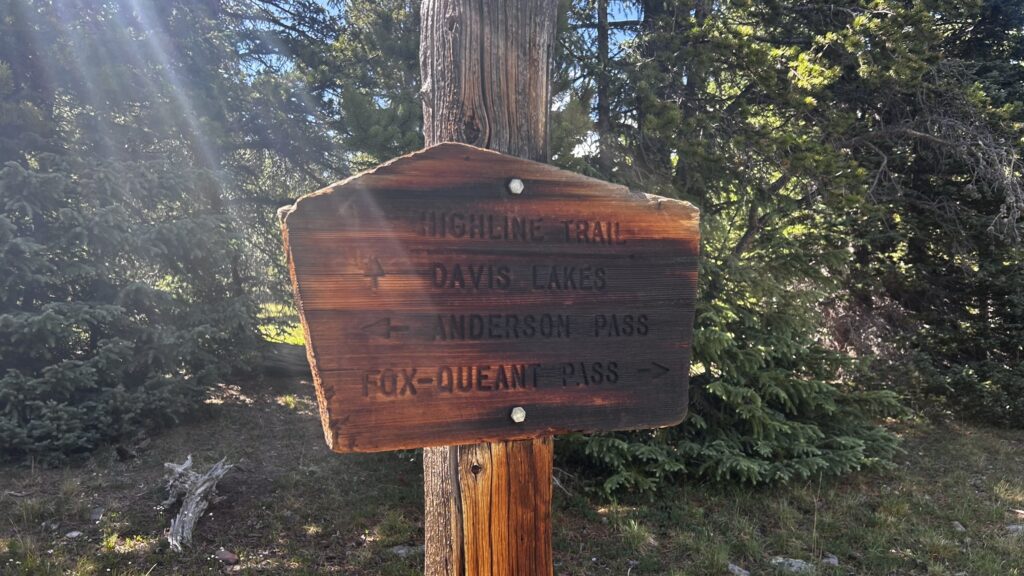 HIGHLINE TRAIL
↑ DAVIS LAKES
← ANDERSON PASS
FOX-QUEANT PASS →